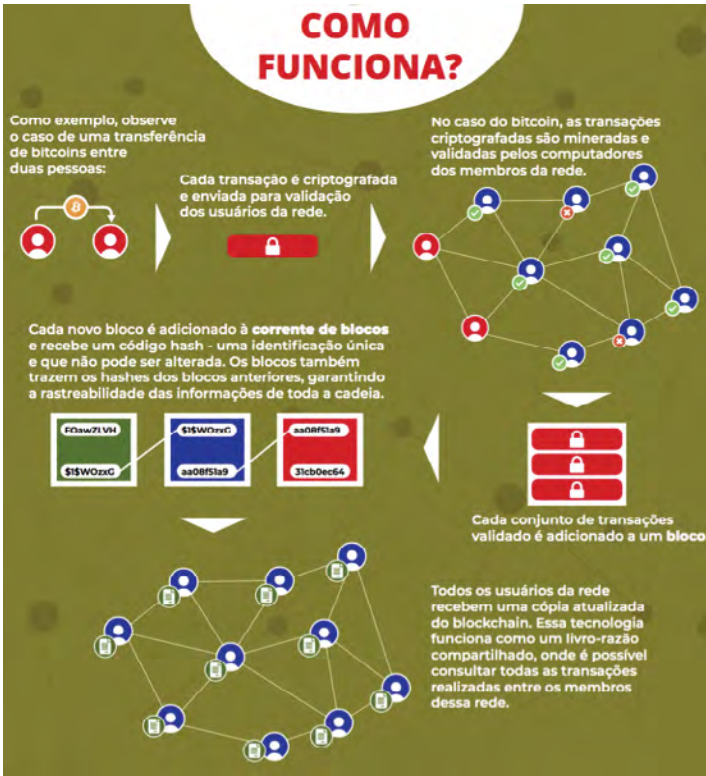 COMO
FUNCIONA?
Como exemplo, observe
o caso de uma transferência
de bitcoins entre
duas pessoas:
Cada transação é criptografada
e enviada para validação
dos usuários da rede.
No caso do bitcoin, as transações
criptografadas são mineradas e
validadas pelos computadores
dos membros da rede.
Cada conjunto de transações
validado é adicionado a um bloco
Cada novo bloco é adicionado à corrente de blocos
e recebe um código hash - uma identificação única
e que não pode ser alterada. Os blocos também
trazem os hashes dos blocos anteriores, garantindo
a rastreabilidade das informações de toda a cadeia.
EQawZLVH
$1$WOzxG
$1$WOzxG
aa08f51a9
aa08f51a9
31cb0ec64
Todos os usuários da rede
recebem uma cópia atualizada
do blockchain. Essa tecnologia
funciona como um livro-razão
compartilhado, onde é possível
consultar todas as transações
realizadas entre os membros
dessa rede.